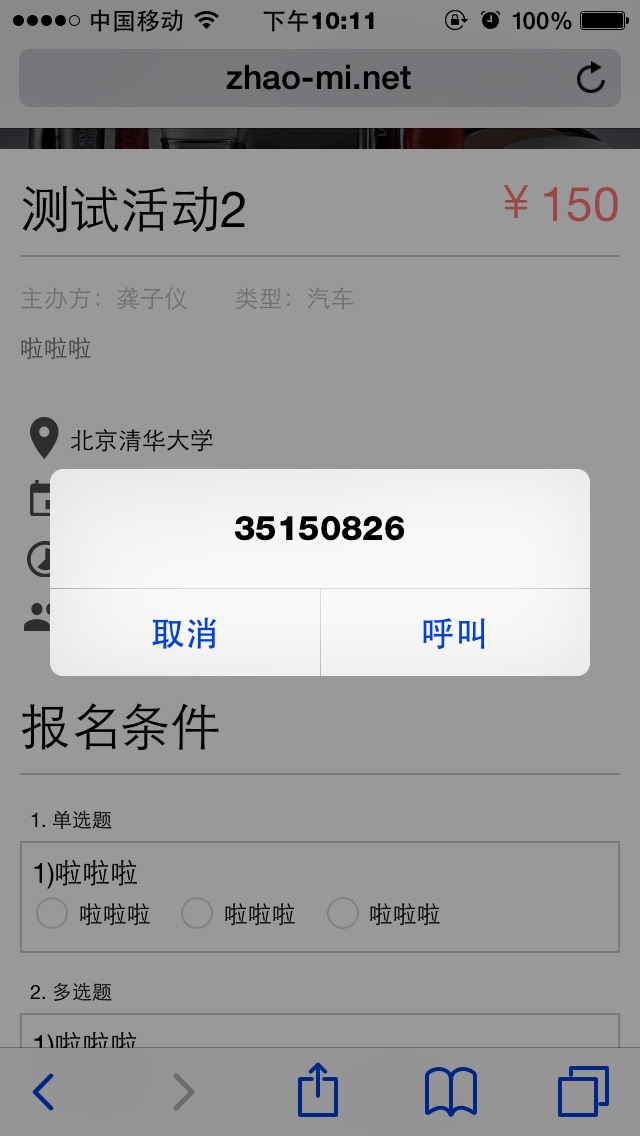 中国移动 下午10:11 100%
zhao-mi.net
测试活动2 ¥150
主办方：龚子仪 类型：汽车
啦啦啦
北京清华大学
35150826
取消 呼叫
报名条件
1. 单选题
1)啦啦啦
啦啦啦 啦啦啦 啦啦啦
2. 多选题
1)啦啦啦